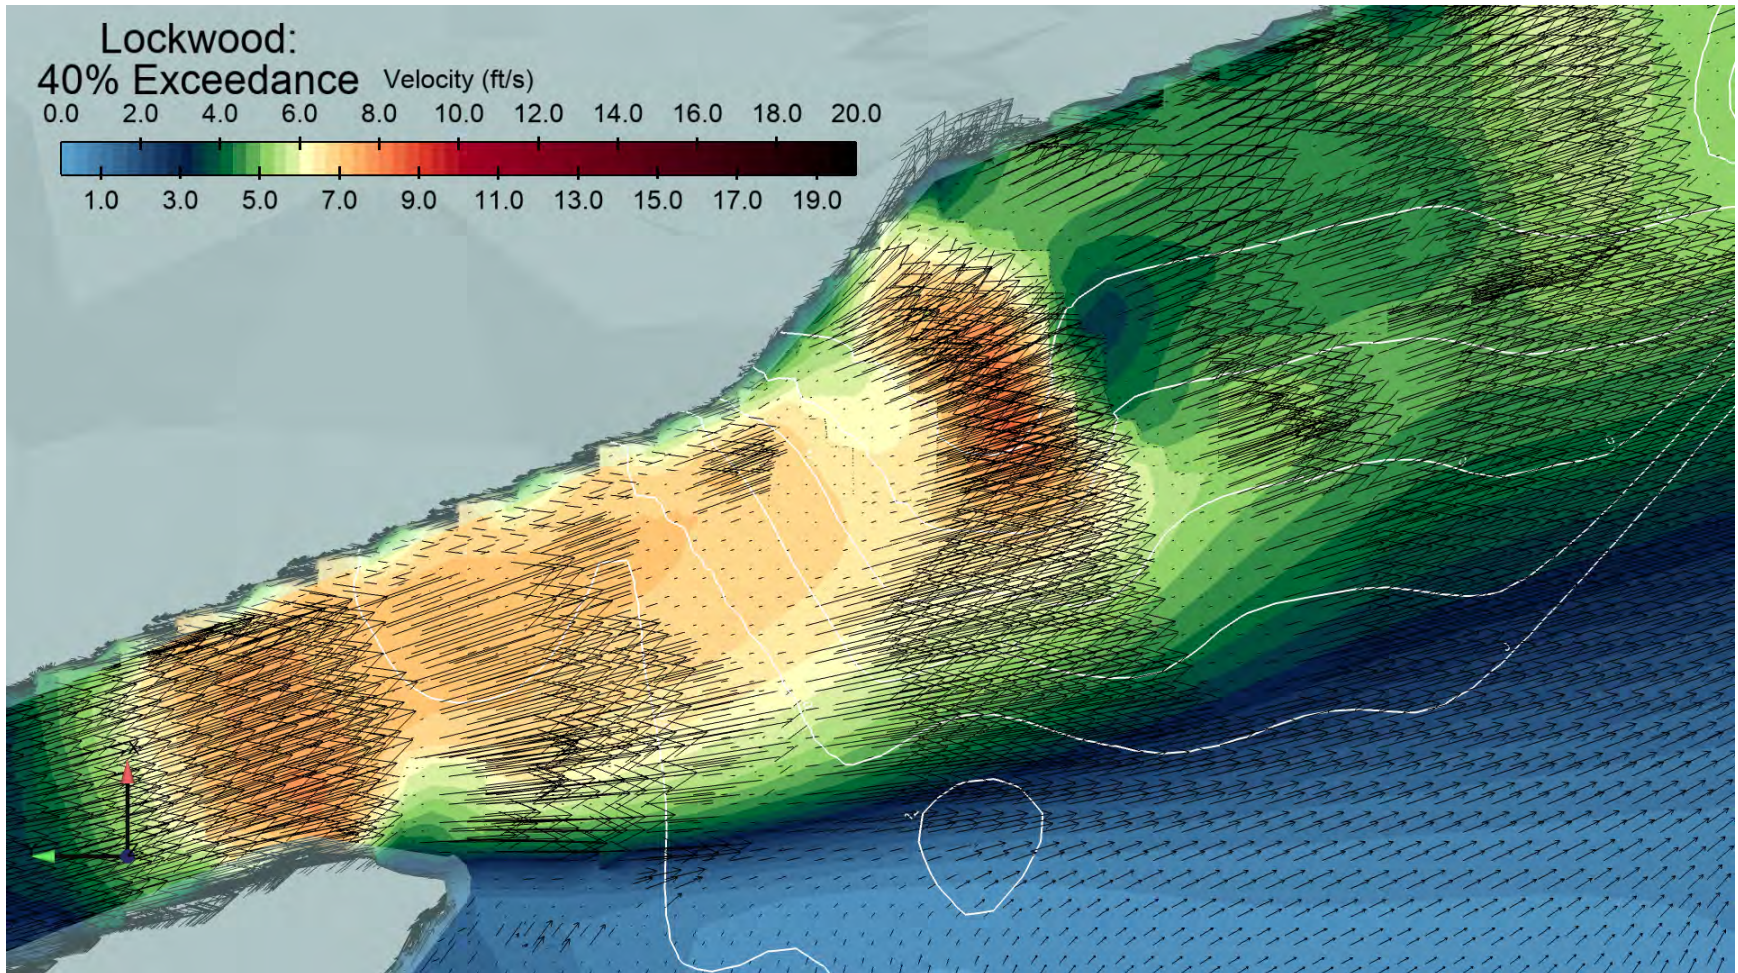 Lockwood:
40% Exceedance Velocity (ft/s)
0.0 2.0 4.0 6.0 8.0 10.0 12.0 14.0 16.0 18.0 20.0
1.0 3.0 5.0 7.0 9.0 11.0 13.0 15.0 17.0 19.0
X